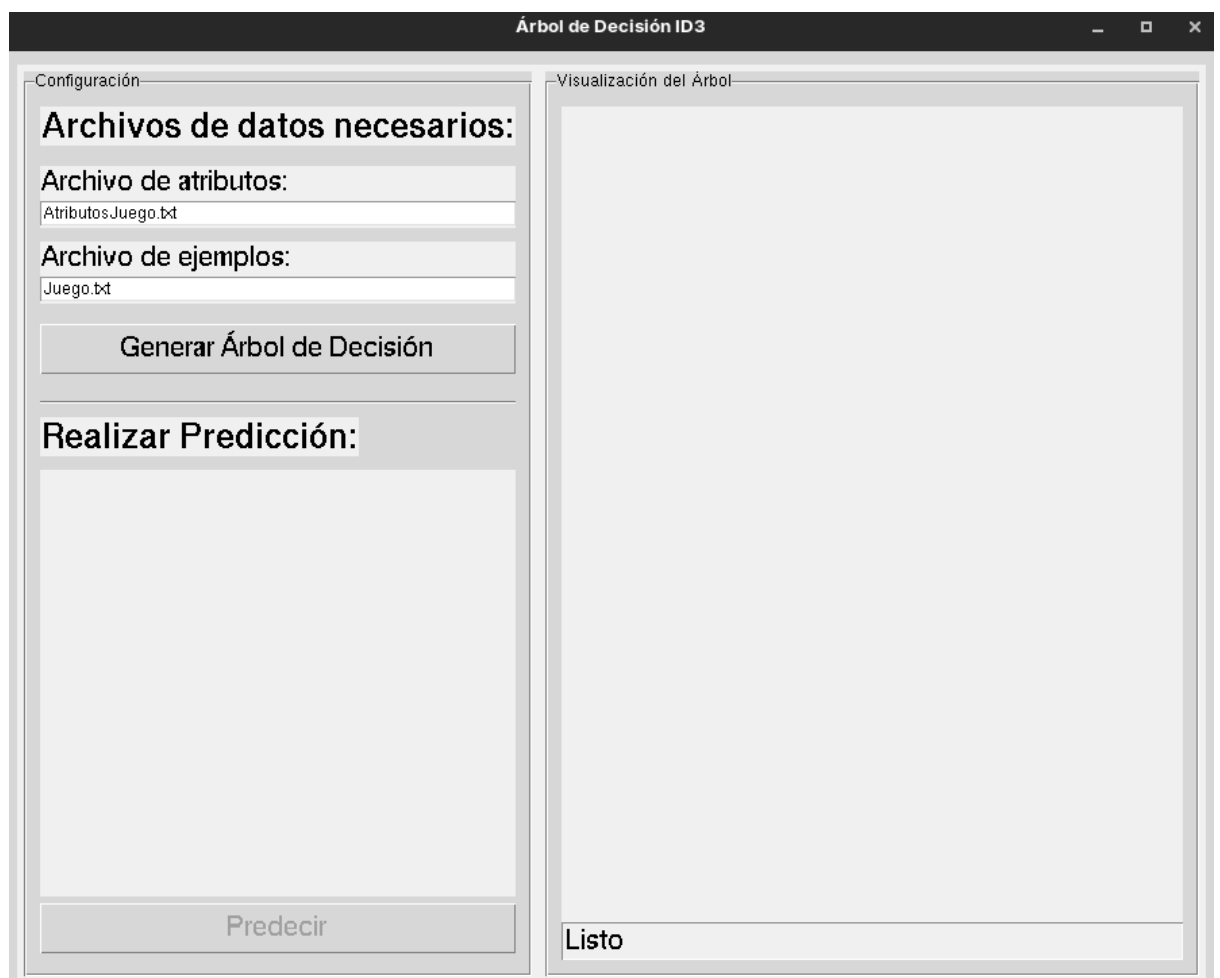 Árbol de Decisión ID3
Configuración
Archivos de datos necesarios:
Archivo de atributos:
AtributosJuego.txt
Archivo de ejemplos:
Juego.txt
Generar Árbol de Decisión
Realizar Predicción:
Predecir
Visualización del Árbol
Listo